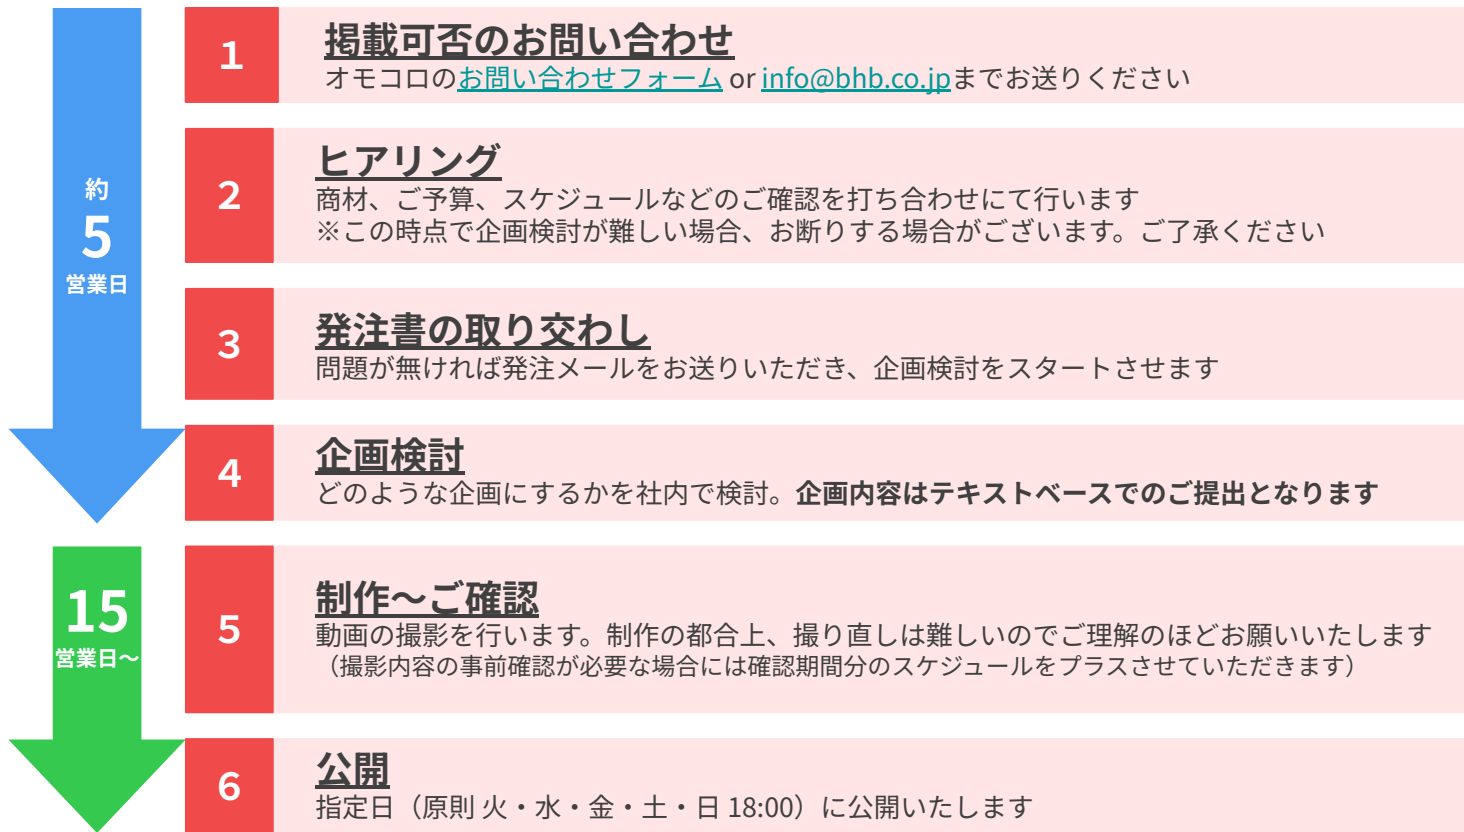 約
5
営業日
1
掲載可否のお問い合わせ
オモコロのお問い合わせフォーム or info@bhb.co.jpまでお送りください
2
ヒアリング
商材、ご予算、スケジュールなどのご確認を打ち合わせにて行います
※この時点で企画検討が難しい場合、お断りする場合がございます。ご了承ください
3
発注書の取り交わし
問題が無ければ発注メールをお送りいただき、企画検討をスタートさせます
4
企画検討
どのような企画にするかを社内で検討。企画内容はテキストベースでのご提出となります
15
営業日～
5
制作～ご確認
動画の撮影を行います。制作の都合上、撮り直しは難しいのでご理解のほどお願いいたします
（撮影内容の事前確認が必要な場合には確認期間分のスケジュールをプラスさせていただきます）
6
公開
指定日（原則 火・水・金・土・日 18:00）に公開いたします